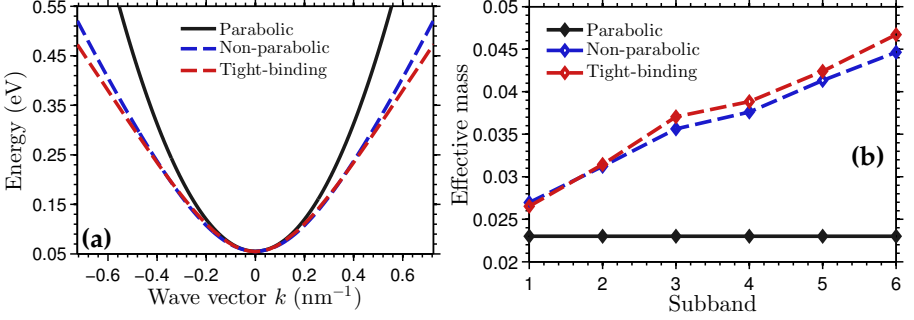 0.55
0.45
0.35
0.25
0.15
0.05
Energy (eV)
Parabolic
Non-parabolic
Tight-binding
(a)
−0.6 −0.4 −0.2 0 0.2 0.4 0.6
Wave vector k (nm⁻¹)
0.05
0.045
0.04
0.035
0.03
0.025
0.02
Effective mass
Parabolic
Non-parabolic
Tight-binding
(b)
1 2 3 4 5 6
Subband